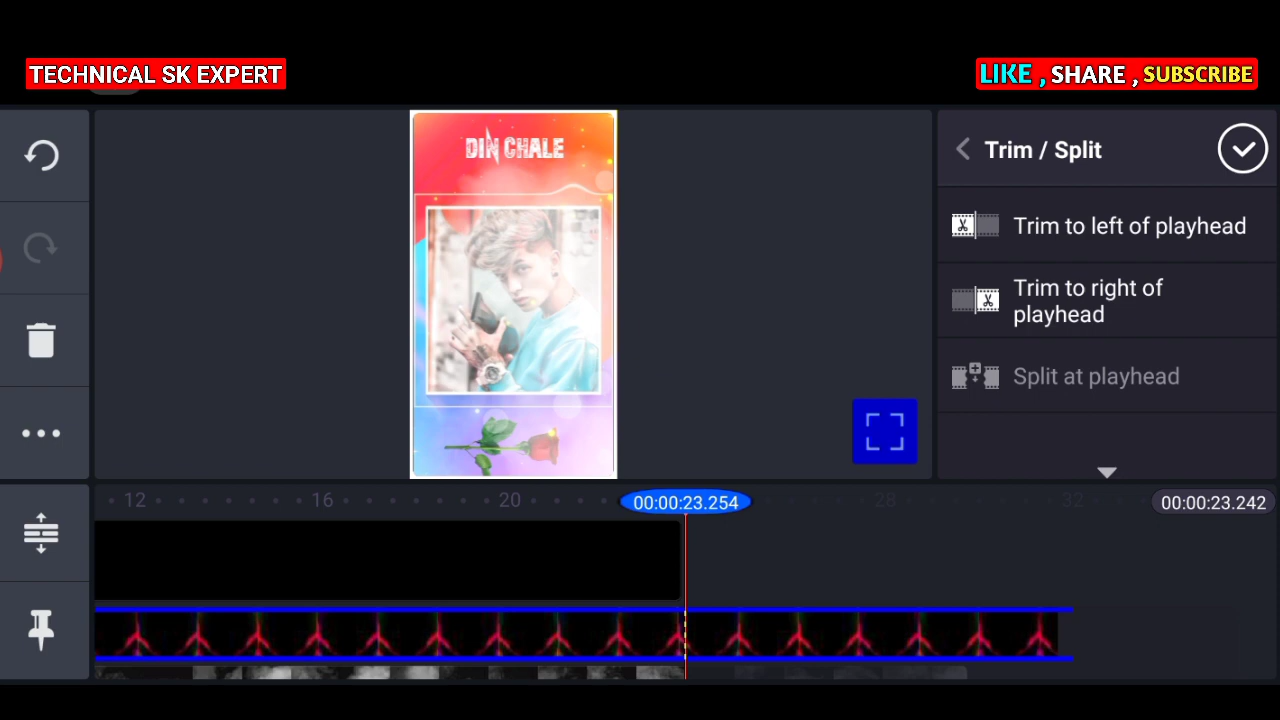 TECHNICAL SK EXPERT
LIKE , SHARE , SUBSCRIBE
DIN CHALE
Trim / Split
Trim to left of playhead
Trim to right of
playhead
Split at playhead
12 16 20 00:00:23.254 28 32 00:00:23.242